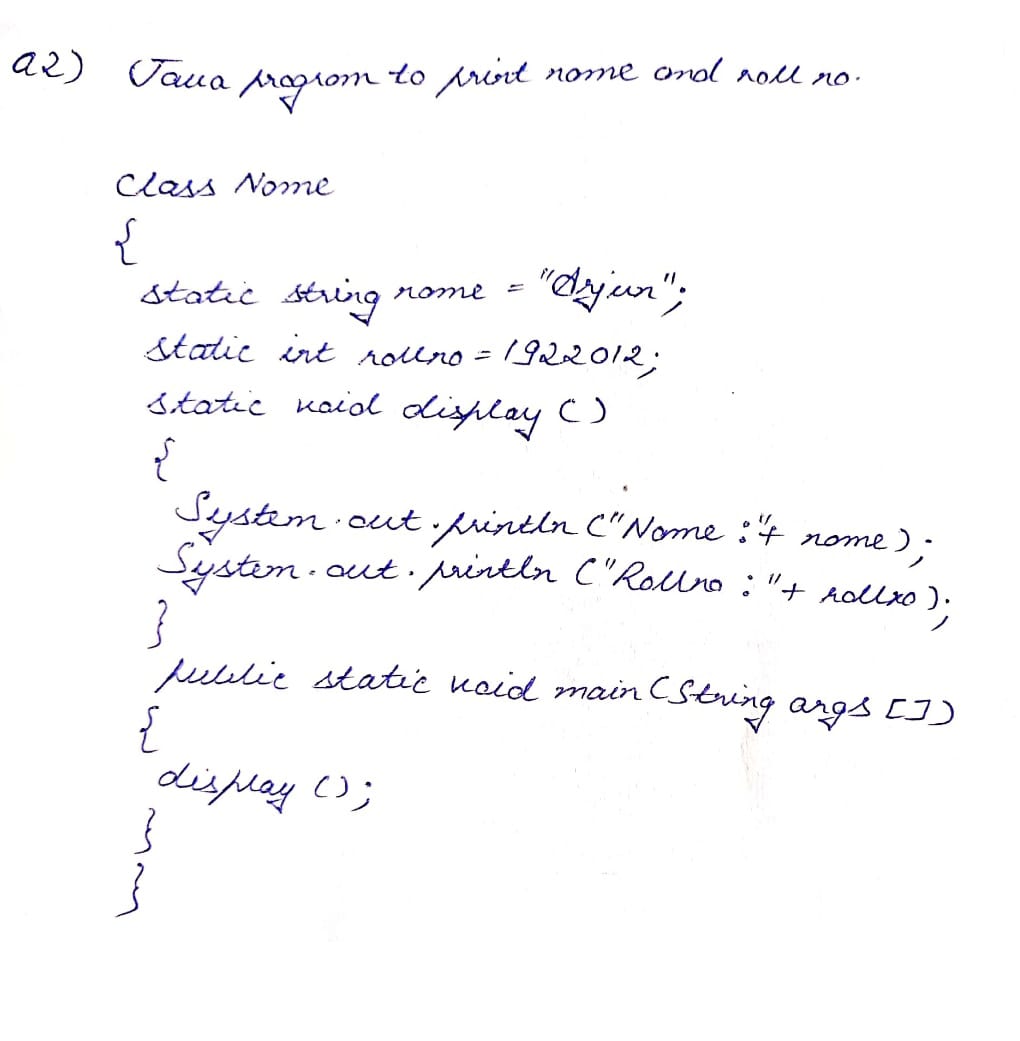 Q2) Java program to print name and roll no.
Class Name
{
static string name = "Arjun";
static int rollno = 1922012;
static void display ()
{
System.out.println ("Name :"+ name);
System.out.println ("Rollno : "+ rollno);
}
public static void main (String args [])
{
display ();
}
}